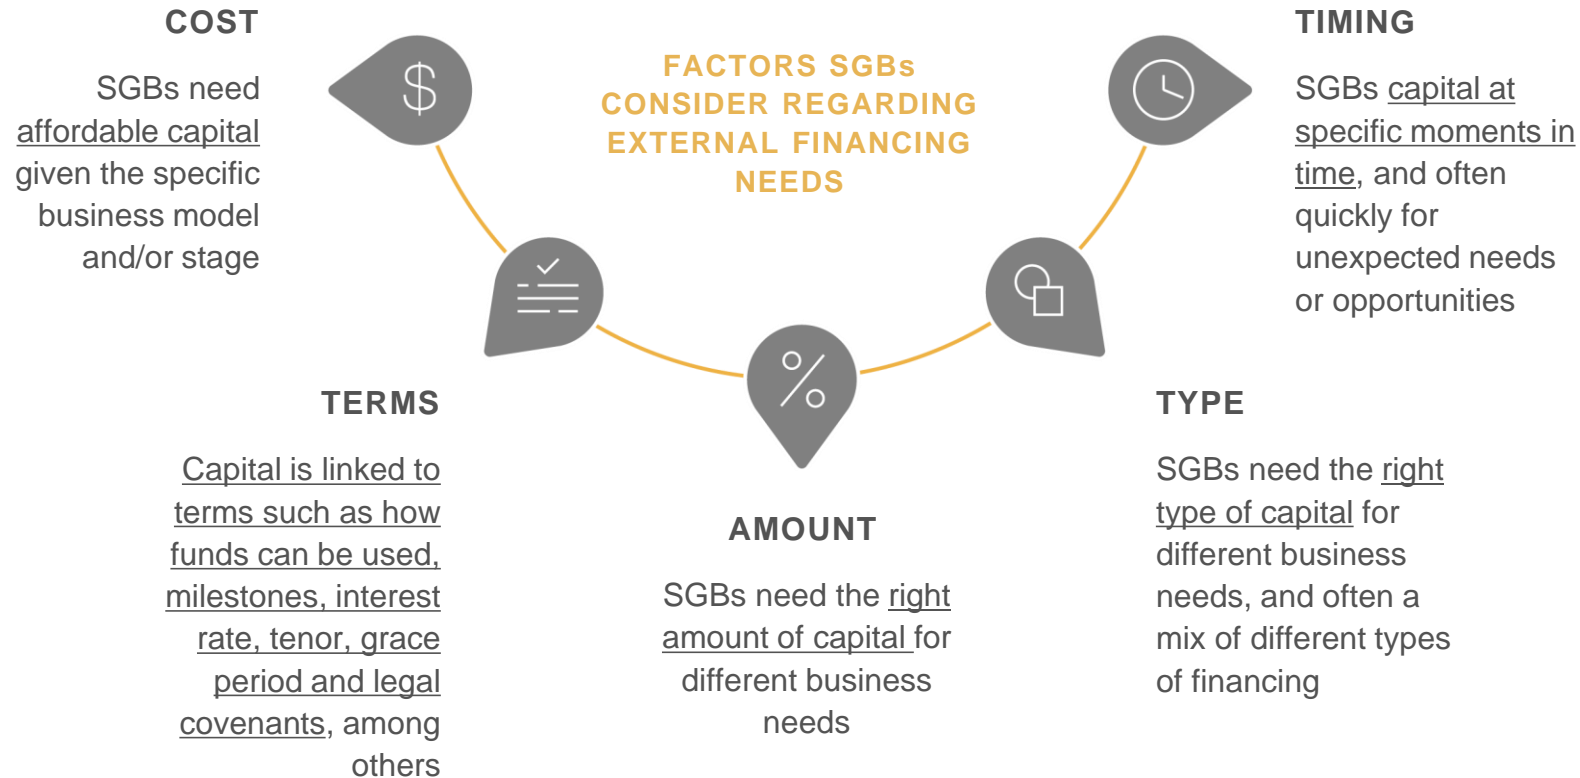 COST
SGBs need
affordable capital
given the specific
business model
and/or stage
FACTORS SGBs
CONSIDER REGARDING
EXTERNAL FINANCING
NEEDS
TIMING
SGBs capital at
specific moments in
time, and often
quickly for
unexpected needs
or opportunities
TERMS
Capital is linked to
terms such as how
funds can be used,
milestones, interest
rate, tenor, grace
period and legal
covenants, among
others
AMOUNT
SGBs need the right
amount of capital for
different business
needs
TYPE
SGBs need the right
type of capital for
different business
needs, and often a
mix of different types
of financing